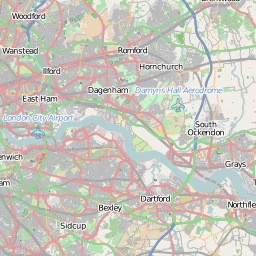 Woodford
Wanstead
Romford
Hornchurch
Ilford
Dagenham
Damyns Hall Aerodrome
East Ham
London City Airport
South
Ockendon
Grays
Dartford
Northfle
Bexley
Sidcup